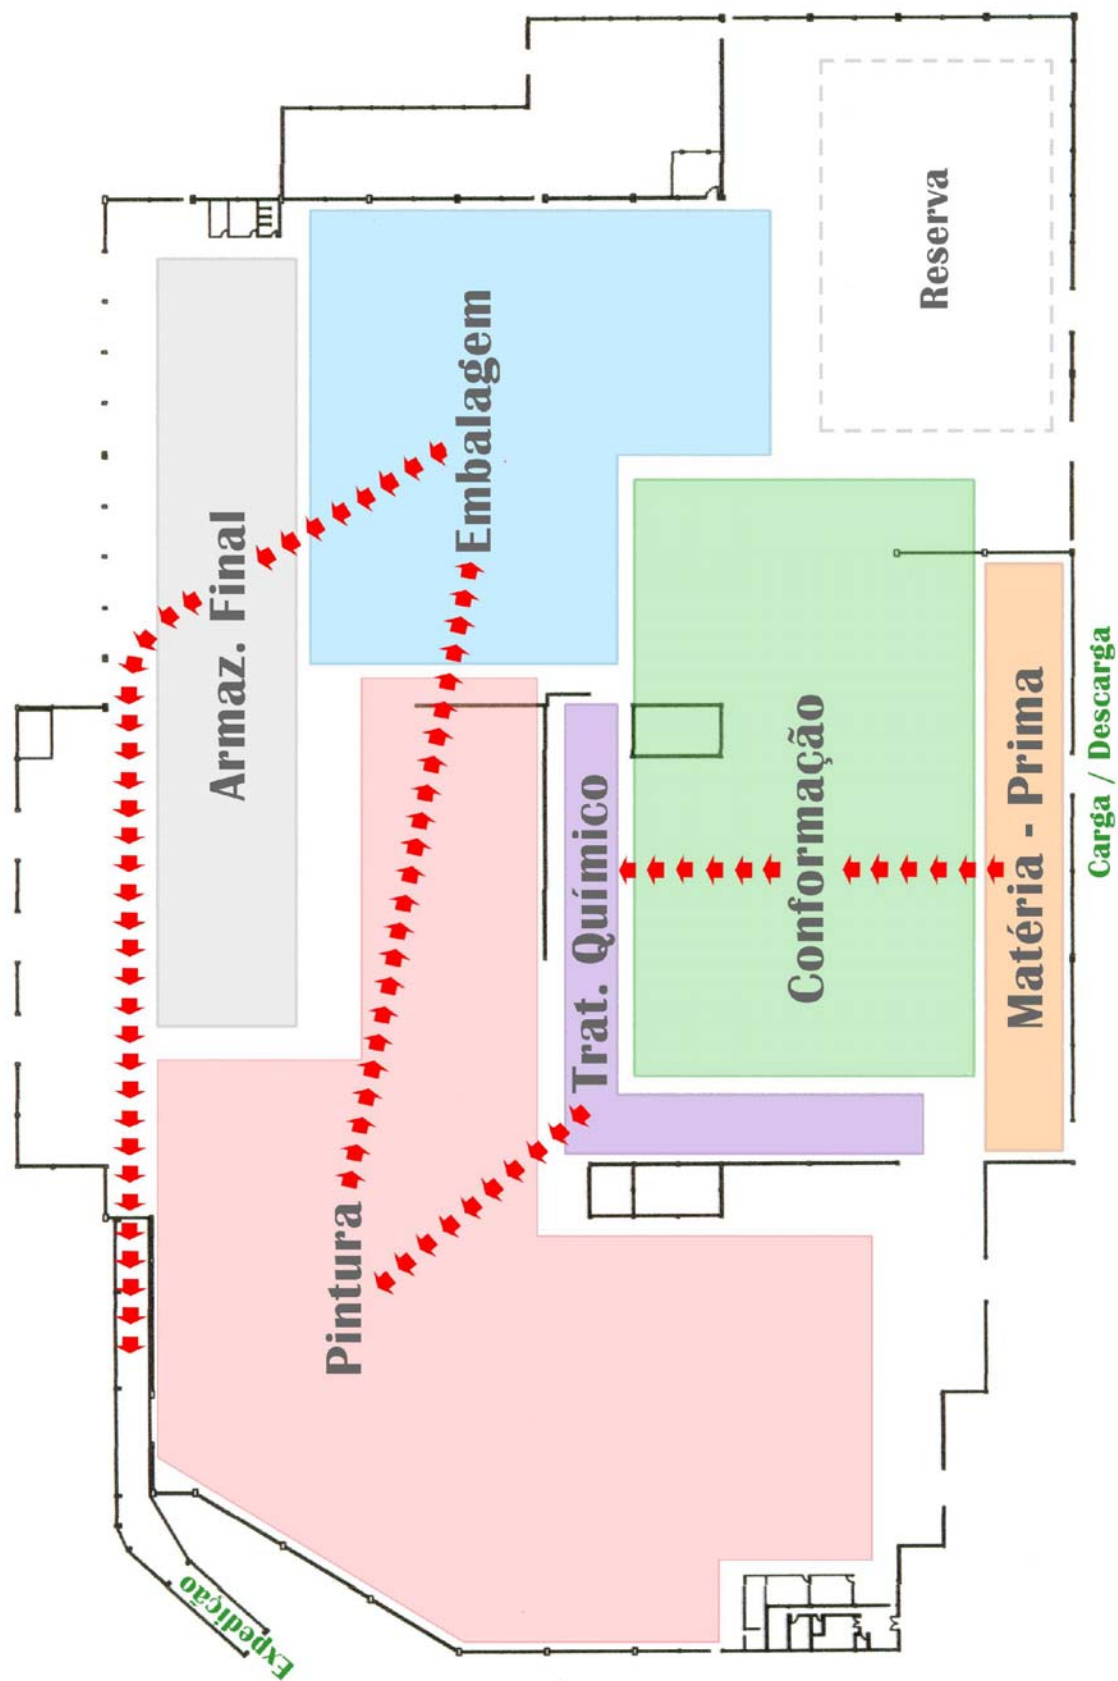 Reserva
Embalagem
Armaz. Final
Carga / Descarga
Matéria - Prima
Conformação
Trat. Químico
Pintura
Expedição